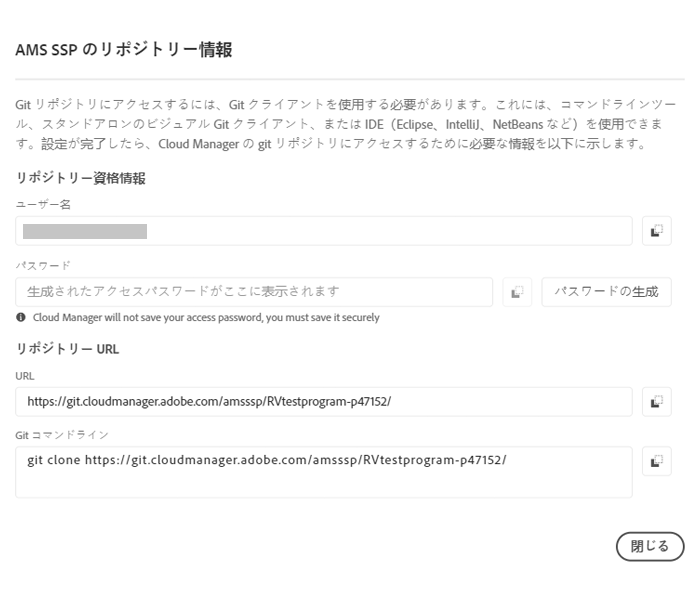 AMS SSP のリポジトリー情報
Git リポジトリにアクセスするには、Git クライアントを使用する必要があります。これには、コマンドラインツー
ル、スタンドアロンのビジュアル Git クライアント、または IDE（Eclipse、IntelliJ、NetBeans など）を使用できま
す。設定が完了したら、Cloud Manager の git リポジトリにアクセスするために必要な情報を以下に示します。
リポジトリー資格情報
ユーザー名
パスワード
生成されたアクセスパスワードがここに表示されます
パスワードの生成
Cloud Manager will not save your access password, you must save it securely
リポジトリー URL
URL
https://git.cloudmanager.adobe.com/amsssp/RVtestprogram-p47152/
Git コマンドライン
git clone https://git.cloudmanager.adobe.com/amsssp/RVtestprogram-p47152/
閉じる